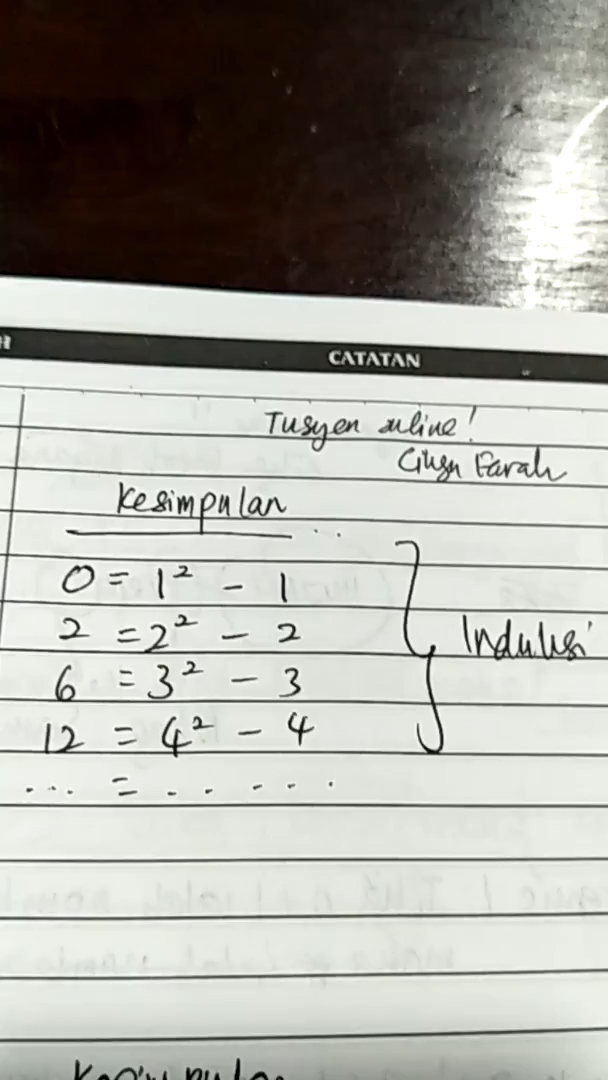 CATATAN
Tusyen online!
Cikgu Farah
Kesimpulan ..
0 = 1² - 1
2 = 2² - 2
6 = 3² - 3
12 = 4² - 4
Induksi
... = . . . . .